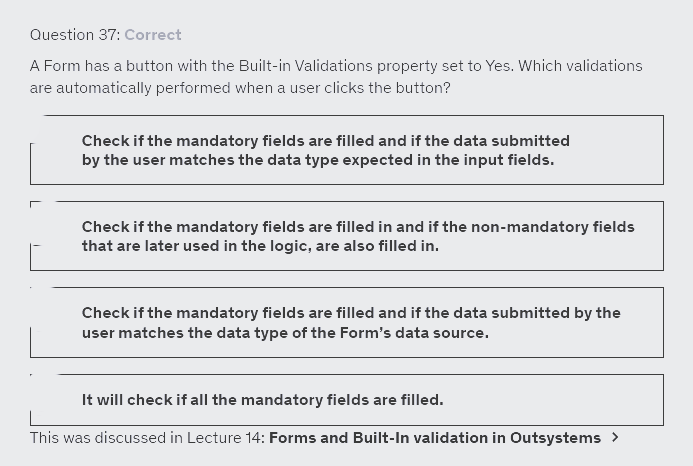 Question 37: Correct
A Form has a button with the Built-in Validations property set to Yes. Which validations
are automatically performed when a user clicks the button?
Check if the mandatory fields are filled and if the data submitted
by the user matches the data type expected in the input fields.
Check if the mandatory fields are filled in and if the non-mandatory fields
that are later used in the logic, are also filled in.
Check if the mandatory fields are filled and if the data submitted by the
user matches the data type of the Form’s data source.
It will check if all the mandatory fields are filled.
This was discussed in Lecture 14: Forms and Built-In validation in Outsystems